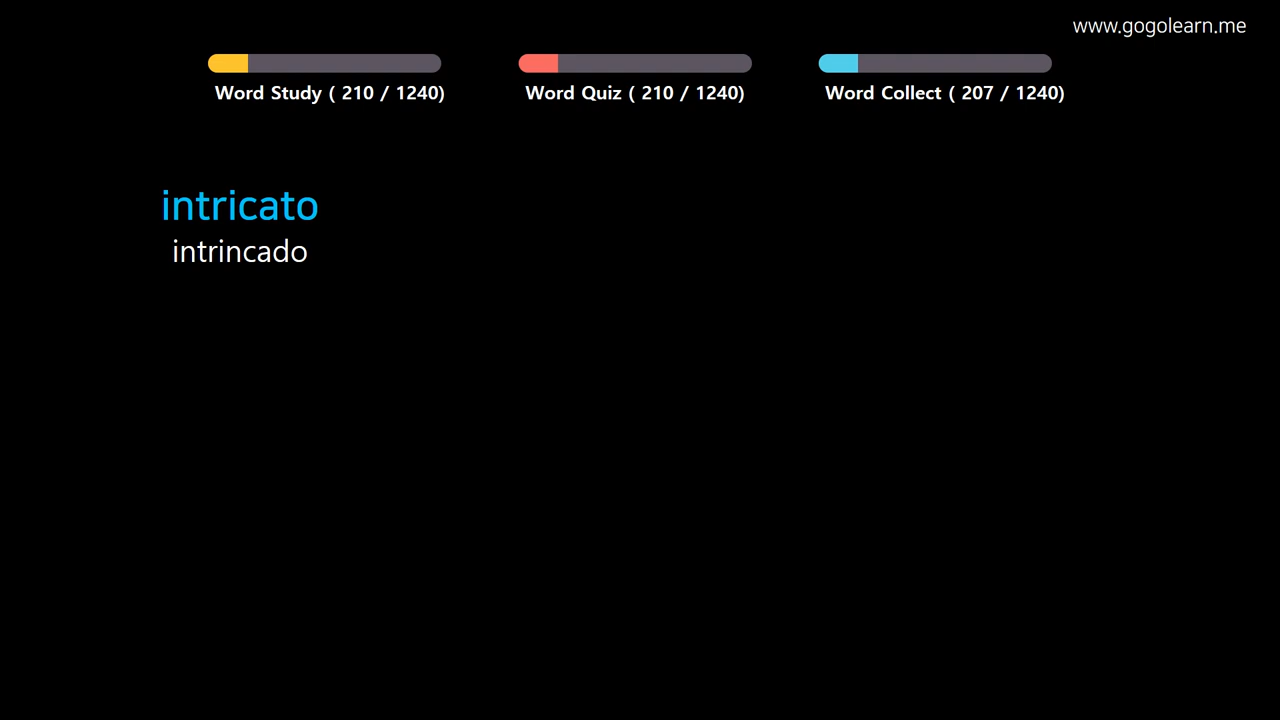 www.gogolearn.me
Word Study ( 210 / 1240)
Word Quiz ( 210 / 1240)
Word Collect ( 207 / 1240)
intricato
intrincado